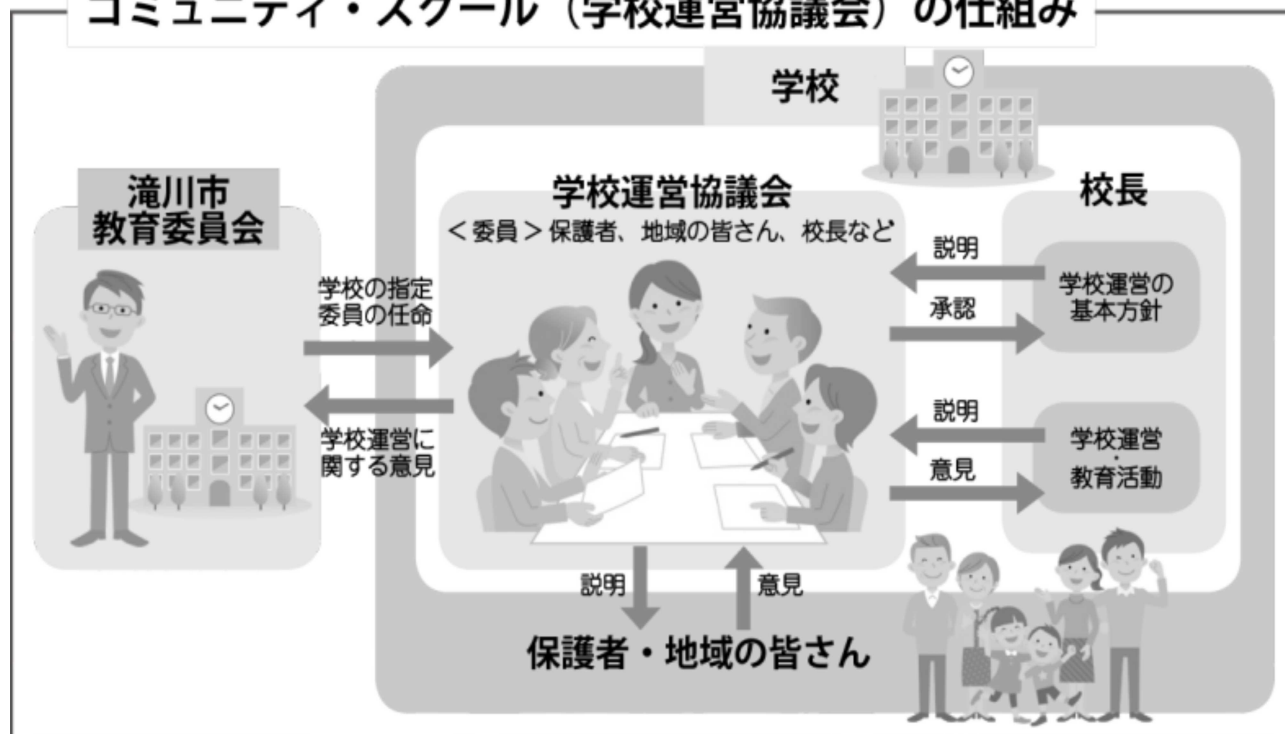 コミュニティ・スクール（学校運営協議会）の仕組み
学校
滝川市
教育委員会
学校運営協議会
＜委員＞保護者、地域の皆さん、校長など
校長
学校の指定
委員の任命
学校運営に
関する意見
説明
承認
学校運営の
基本方針
説明
意見
学校運営
・
教育活動
説明
意見
保護者・地域の皆さん